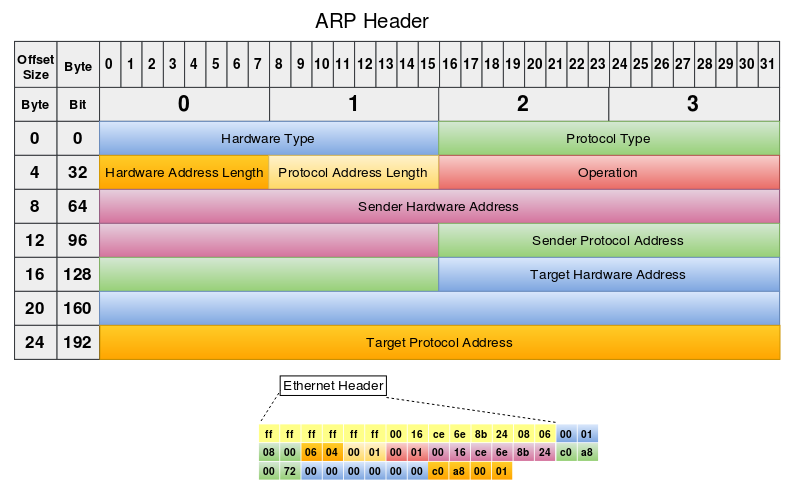 ARP Header
Offset Size Byte 0 1 2 3 4 5 6 7 8 9 10 11 12 13 14 15 16 17 18 19 20 21 22 23 24 25 26 27 28 29 30 31
Byte Bit 0 1 2 3
0 0 Hardware Type Protocol Type
4 32 Hardware Address Length Protocol Address Length Operation
8 64 Sender Hardware Address
12 96 Sender Protocol Address
16 128 Target Hardware Address
20 160
24 192 Target Protocol Address
Ethernet Header
ff ff ff ff ff ff 00 16 ce 6e 8b 24 08 06 00 01
08 00 06 04 00 01 00 01 00 16 ce 6e 8b 24 c0 a8
00 72 00 00 00 00 00 00 c0 a8 00 01